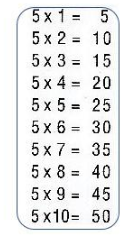 5 x 1 = 5
5 x 2 = 10
5 x 3 = 15
5 x 4 = 20
5 x 5 = 25
5 x 6 = 30
5 x 7 = 35
5 x 8 = 40
5 x 9 = 45
5 x10= 50